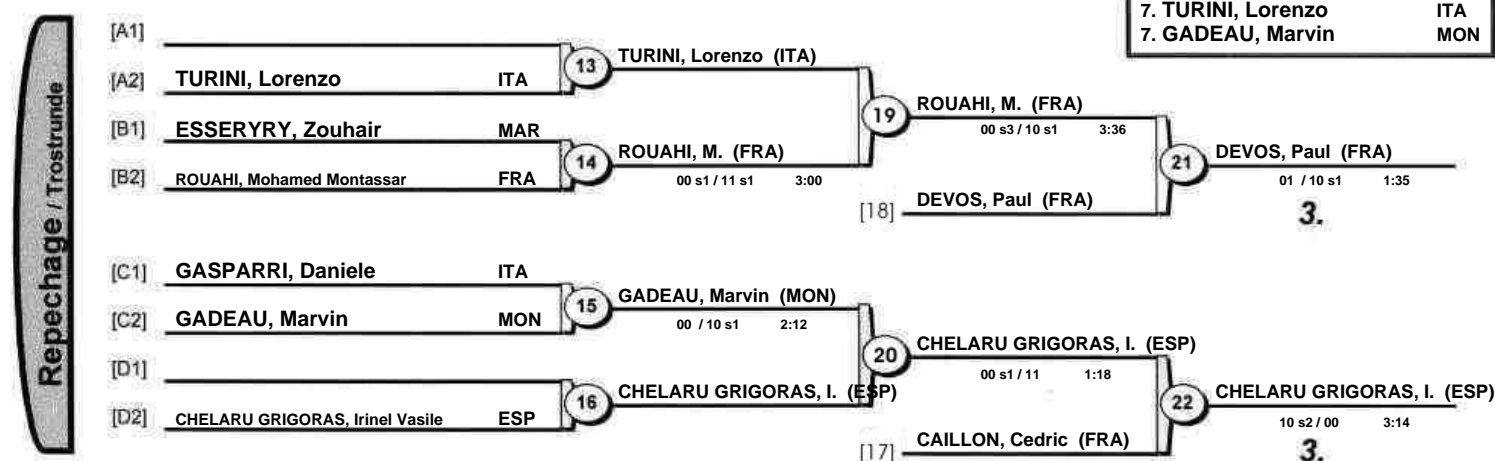 7. TURINI, Lorenzo ITA
7. GADEAU, Marvin MON
Repechage / Trostrunde
[A1]
[A2] TURINI, Lorenzo ITA
13 TURINI, Lorenzo (ITA)
[B1] ESSERYRY, Zouhair MAR
[B2] ROUAHI, Mohamed Montassar FRA
14 ROUAHI, M. (FRA)
00 s1 / 11 s1 3:00
19 ROUAHI, M. (FRA)
00 s3 / 10 s1 3:36
[18] DEVOS, Paul (FRA)
21 DEVOS, Paul (FRA)
01 / 10 s1 1:35
3.
[C1] GASPARRI, Daniele ITA
[C2] GADEAU, Marvin MON
15 GADEAU, Marvin (MON)
00 / 10 s1 2:12
[D1]
[D2] CHELARU GRIGORAS, Irinel Vasile ESP
16 CHELARU GRIGORAS, I. (ESP)
20 CHELARU GRIGORAS, I. (ESP)
00 s1 / 11 1:18
[17] CAILLON, Cedric (FRA)
22 CHELARU GRIGORAS, I. (ESP)
10 s2 / 00 3:14
3.